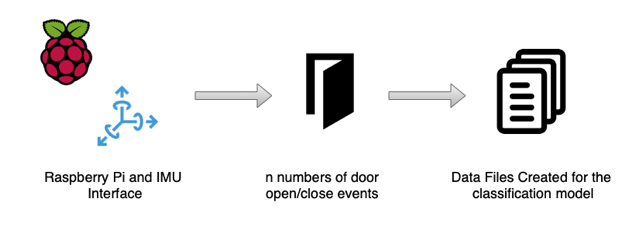 Raspberry Pi and IMU
Interface
n numbers of door
open/close events
Data Files Created for the
classification model